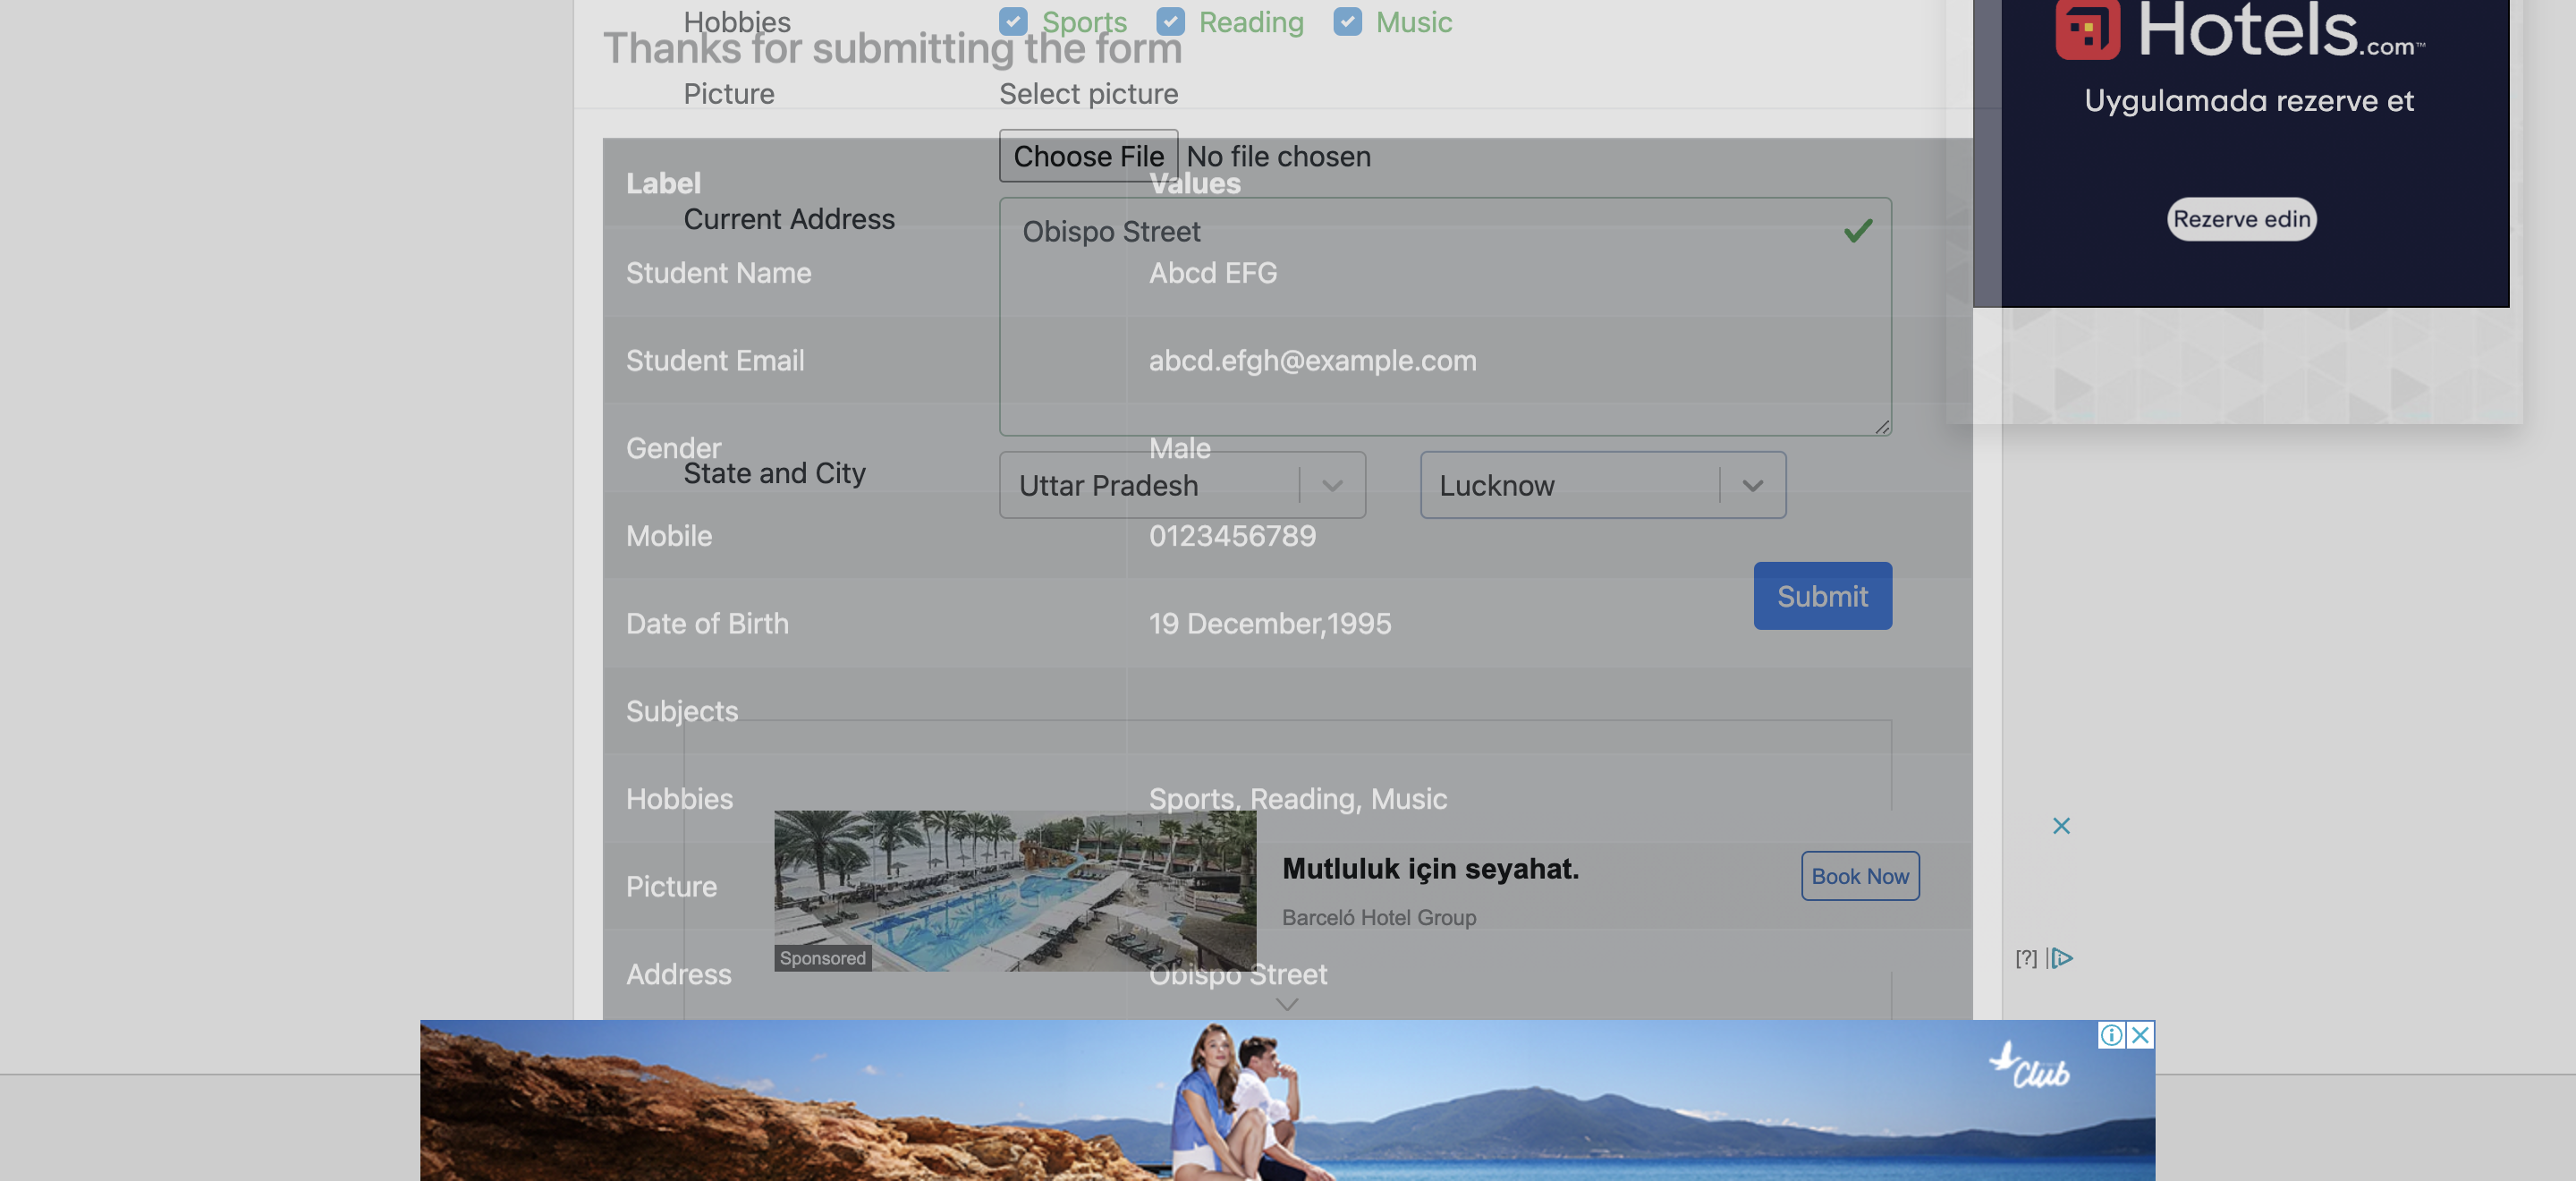 Hobbies Sports Reading Music
Thanks for submitting the form
Picture Select picture
Choose File No file chosen
Label Values
Current Address Obispo Street
Student Name Abcd EFG
Student Email abcd.efgh@example.com
Gender Male
State and City Uttar Pradesh Lucknow
Mobile 0123456789
Submit
Date of Birth 19 December,1995
Subjects
Hobbies Sports, Reading, Music
Picture
Mutluluk için seyahat.
Barceló Hotel Group
Book Now
Sponsored
Address Obispo Street
Hotels.com™
Uygulamada rezerve et
Rezerve edin
[?]
Club